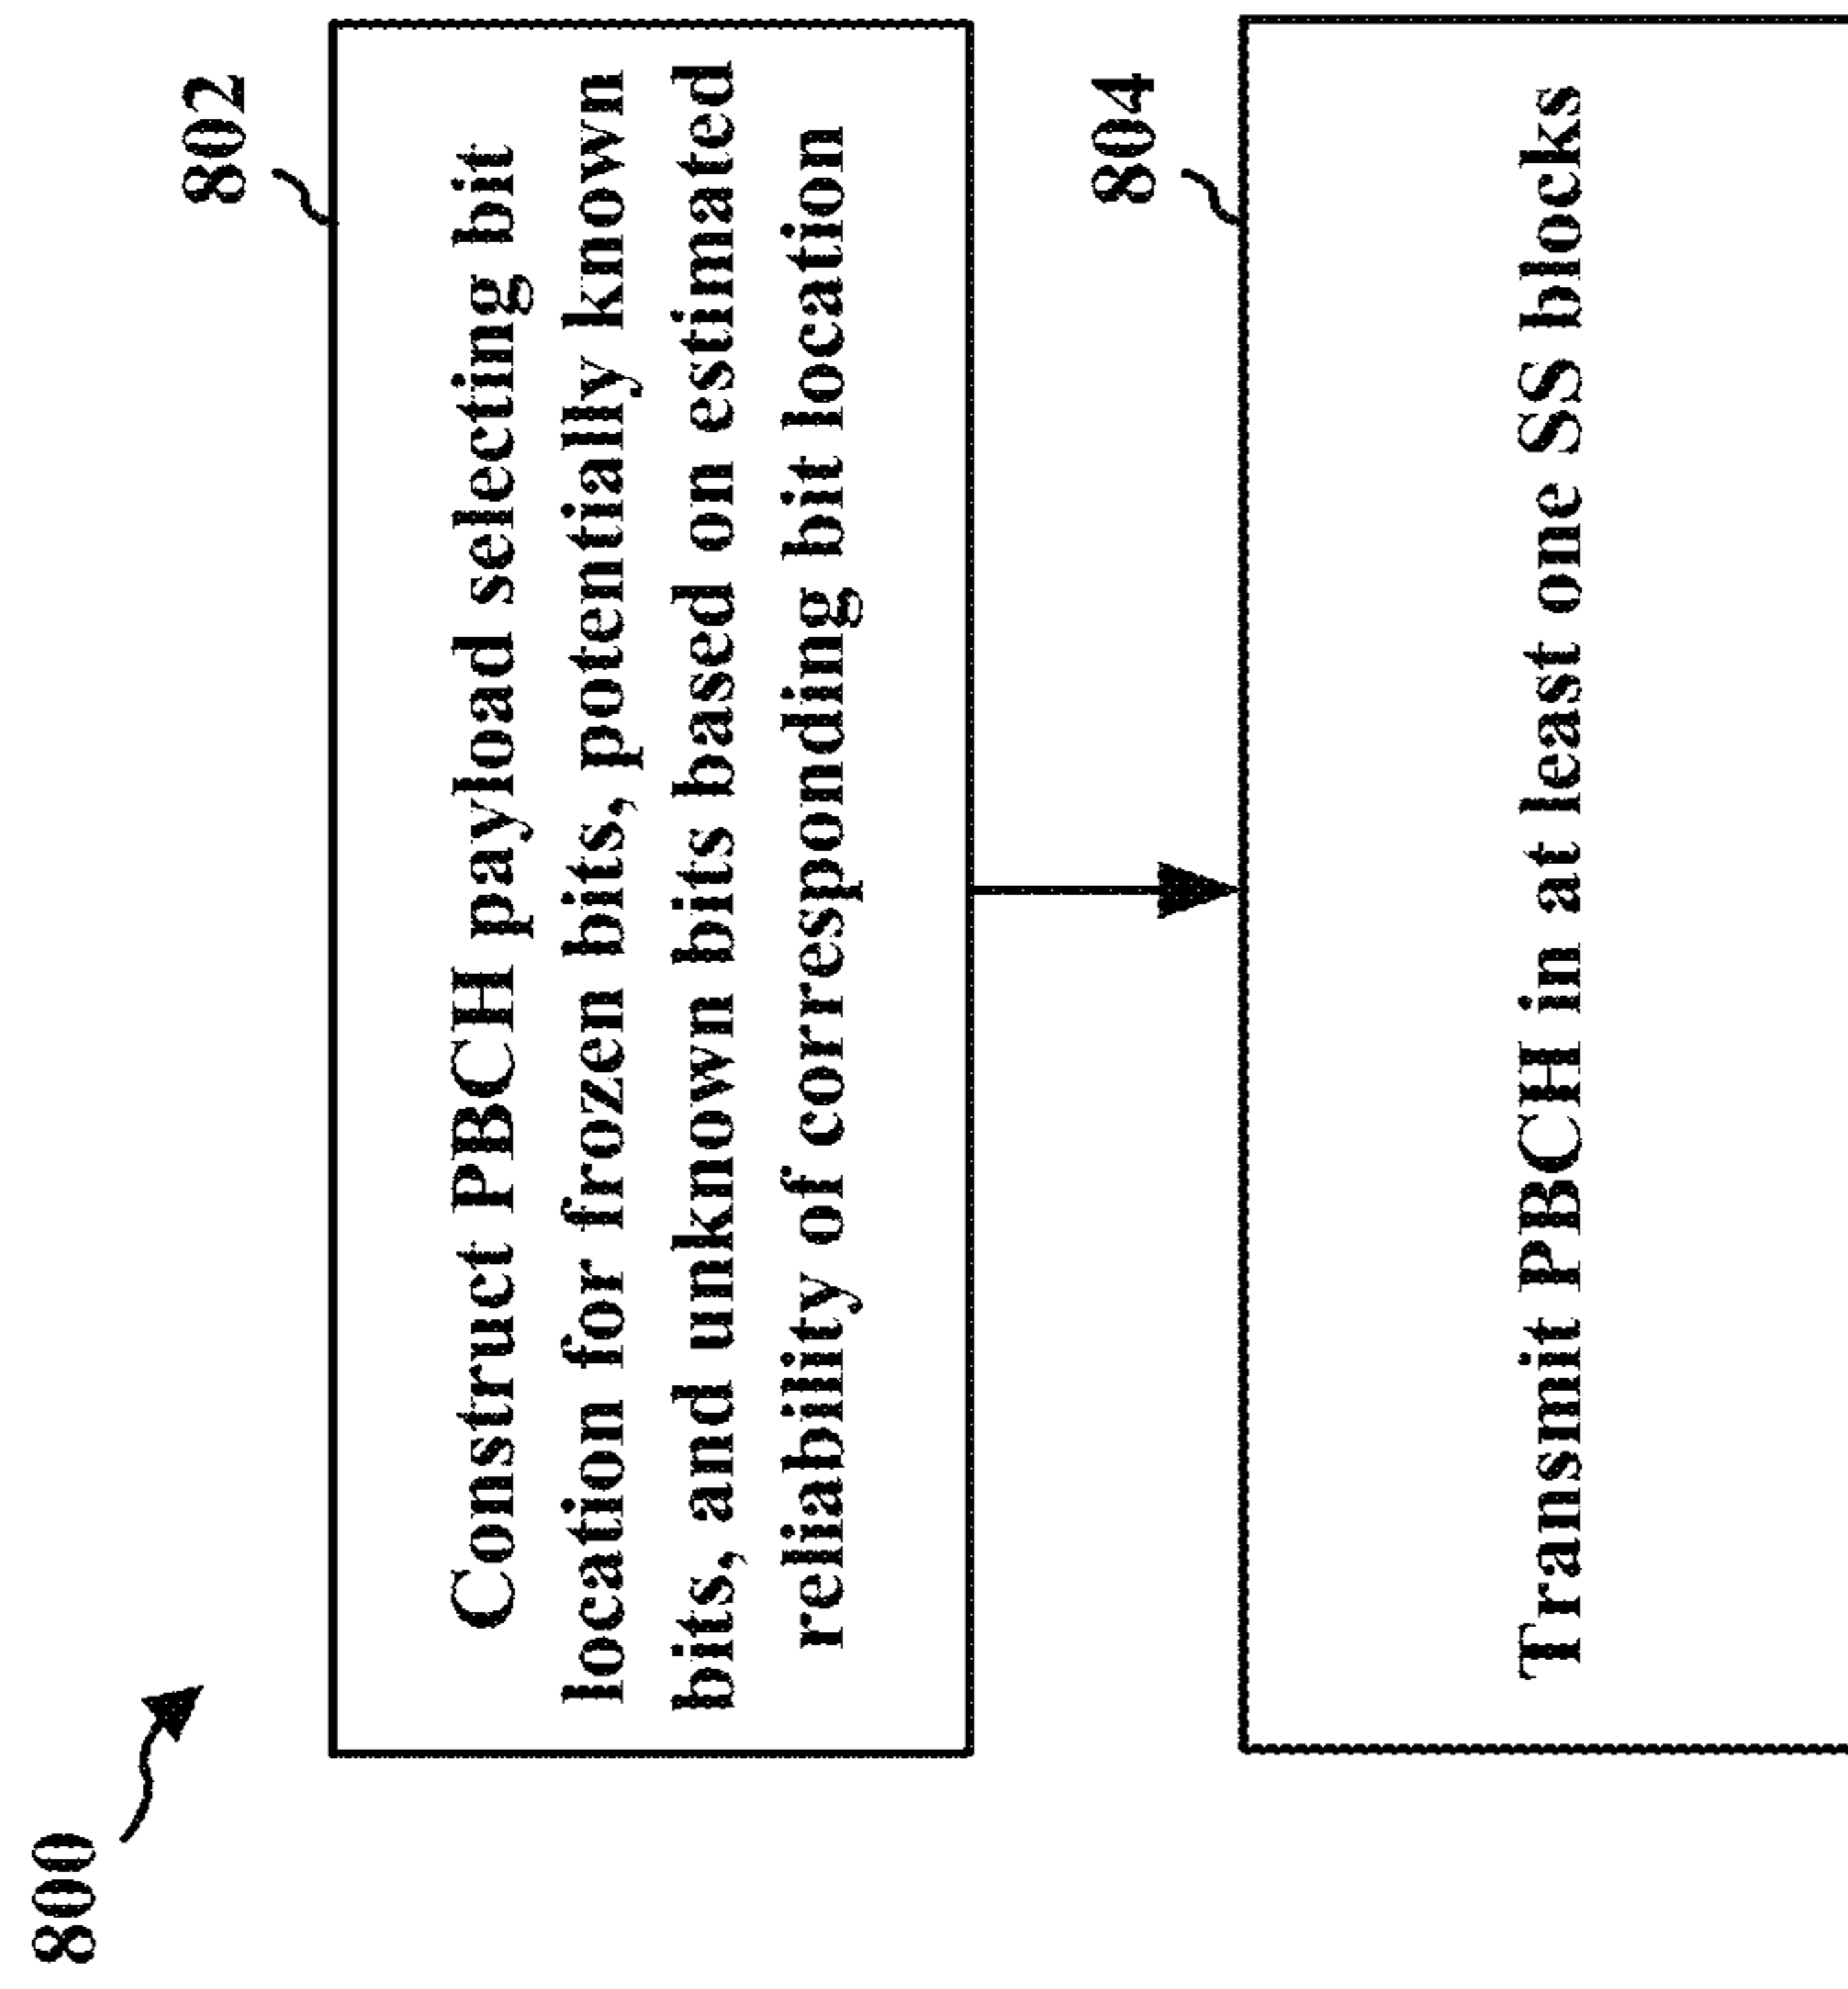 800
802
Construct PBCH payload selecting bit
location for frozen bits, potentially known
bits, and unknown bits based on estimated
reliability of corresponding bit location
804
Transmit PBCH in at least one SS blocks